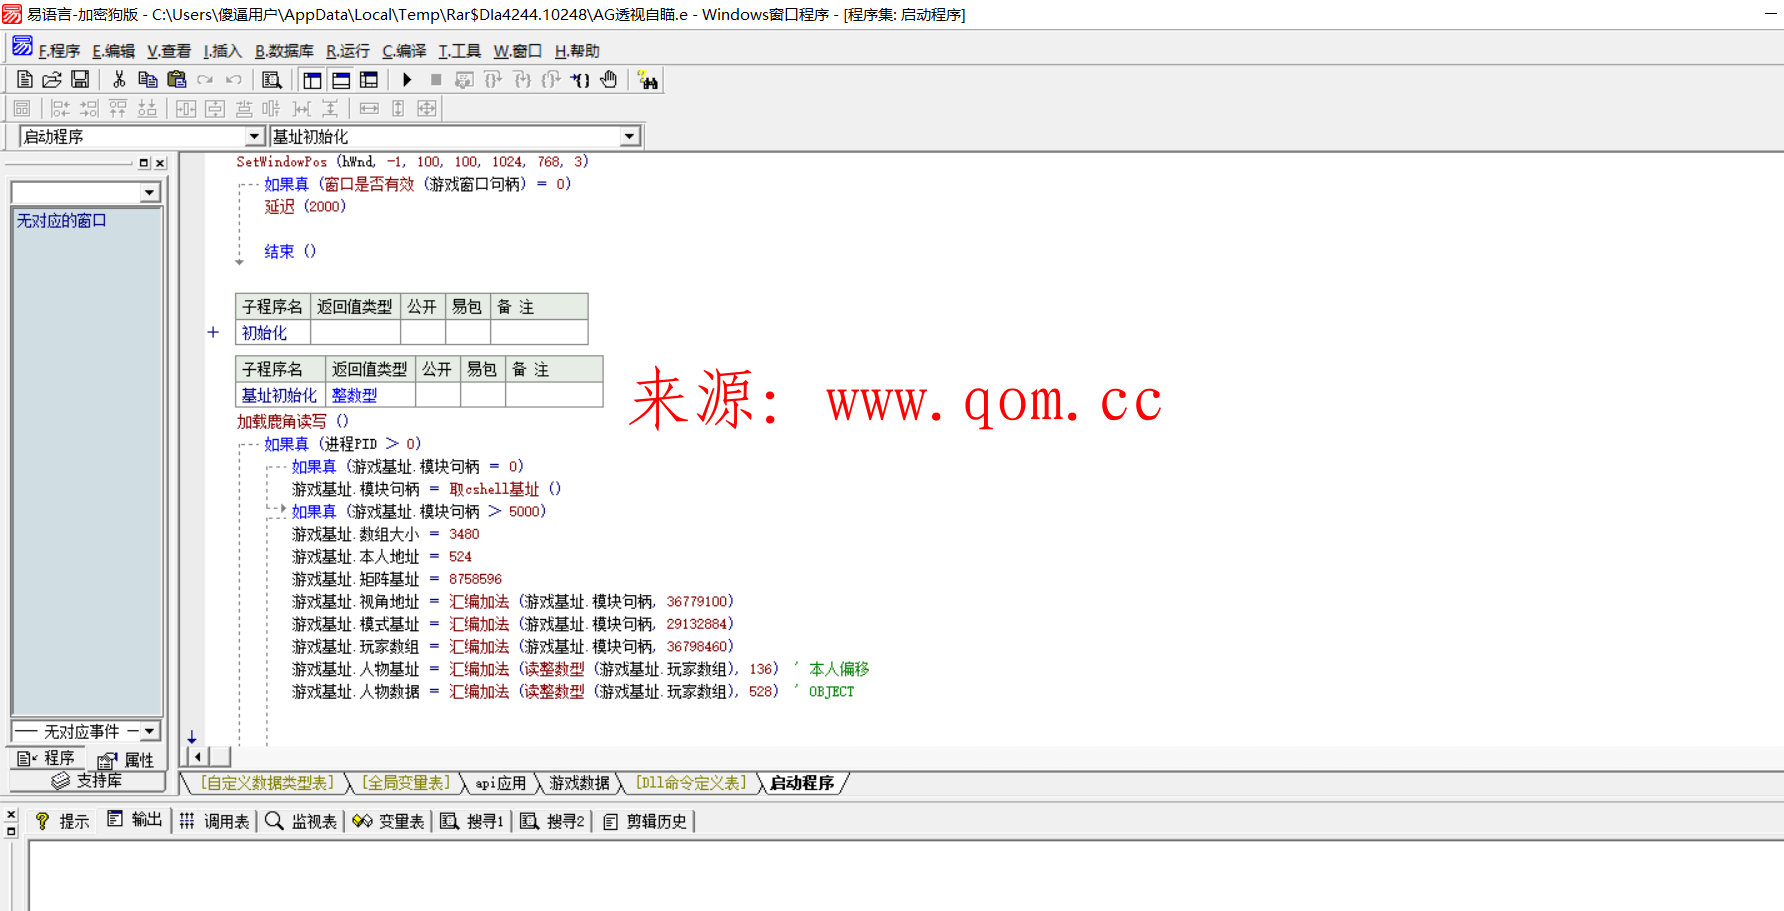 易语言-加密狗版 - C:\Users\傻逼用户\AppData\Local\Temp\Rar$DIa4244.10248\AG透视自瞄.e - Windows窗口程序 - [程序集: 启动程序]
F.程序 E.编辑 V.查看 I.插入 B.数据库 R.运行 C.编译 T.工具 W.窗口 H.帮助
启动程序 基址初始化
SetWindowPos (hWnd, -1, 100, 100, 1024, 768, 3)
如果真 (窗口是否有效 (游戏窗口句柄) = 0)
延迟 (2000)
结束 ()
无对应的窗口
子程序名 返回值类型 公开 易包 备 注
+ 初始化
子程序名 返回值类型 公开 易包 备 注
基址初始化 整数型
来源: www.qom.cc
加载鹿角读写 ()
如果真 (进程PID > 0)
如果真 (游戏基址.模块句柄 = 0)
游戏基址.模块句柄 = 取cshell基址 ()
如果真 (游戏基址.模块句柄 > 5000)
游戏基址.数组大小 = 3480
游戏基址.本人地址 = 524
游戏基址.矩阵基址 = 8758596
游戏基址.视角地址 = 汇编加法 (游戏基址.模块句柄, 36779100)
游戏基址.模式基址 = 汇编加法 (游戏基址.模块句柄, 29132884)
游戏基址.玩家数组 = 汇编加法 (游戏基址.模块句柄, 36798460)
游戏基址.人物基址 = 汇编加法 (读整数型 (游戏基址.玩家数组), 136) ' 本人偏移
游戏基址.人物数据 = 汇编加法 (读整数型 (游戏基址.玩家数组), 528) ' OBJECT
无对应事件
程序 属性
支持库
[自定义数据类型表] [全局变量表] api应用 游戏数据 [Dll命令定义表] 启动程序
提示 输出 调用表 监视表 变量表 搜寻1 搜寻2 剪辑历史